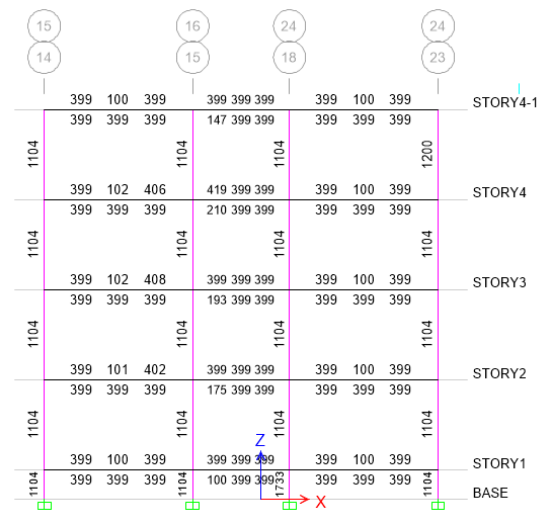 15 16 24 24
14 15 18 23
399 100 399 399 399 399 399 100 399
STORY4-1
399 399 399 147 399 399 399 399 399
1104 1104 1104 1200
399 102 406 419 399 399 399 100 399
STORY4
399 399 399 210 399 399 399 399 399
1104 1104 1104 1104
399 102 408 399 399 399 399 100 399
STORY3
399 399 399 193 399 399 399 399 399
1104 1104 1104 1104
399 101 402 399 399 399 399 100 399
STORY2
399 399 399 175 399 399 399 399 399
1104 1104 1104 1104
Z
399 100 399 399 399 399 399 100 399
STORY1
399 399 399 100 399 399 399 399 399
1104 1104 1733 1104
BASE
X